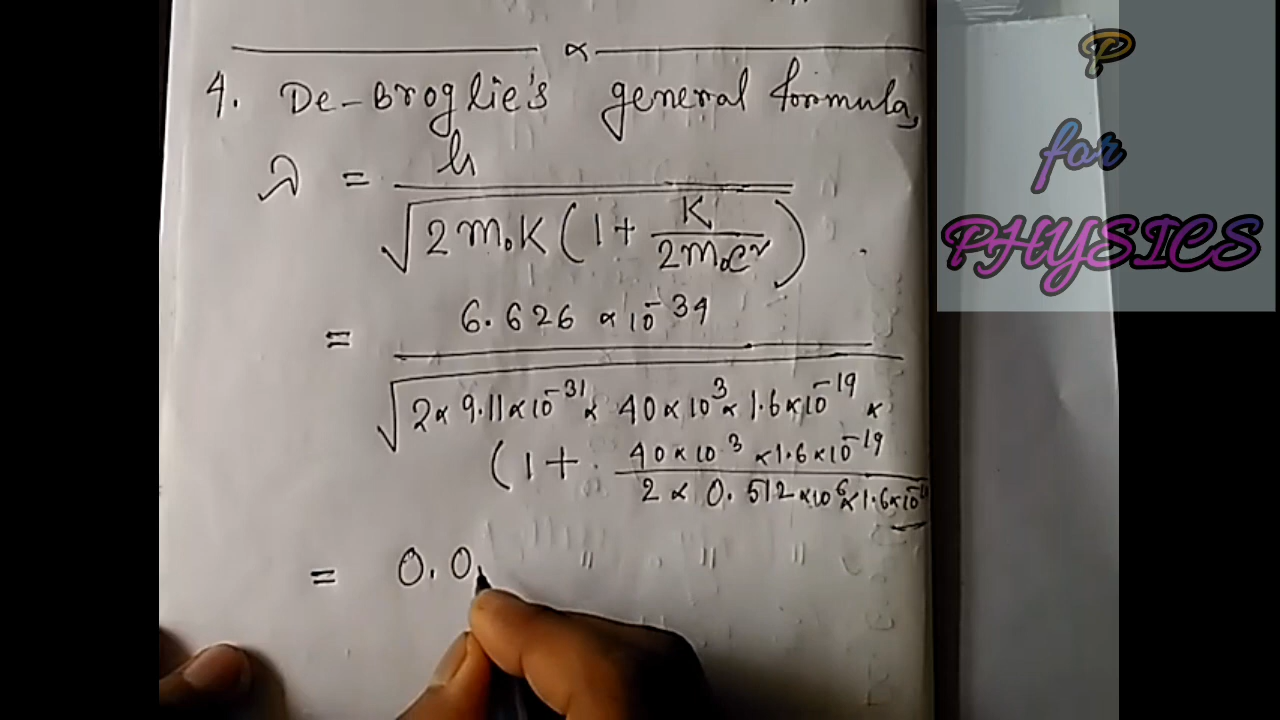 4. De-Broglie's general formula,
λ = h / √2m₀K(1 + K/2m₀c²)
= 6.626 × 10⁻³⁴
√2 × 9.11 × 10⁻³¹ × 40 × 10³ × 1.6 × 10⁻¹⁹ ×
(1 + 40 × 10³ × 1.6 × 10⁻¹⁹
2 × 0.512 × 10⁶ × 1.6 × 10
= 0.0
P
for
PHYSICS